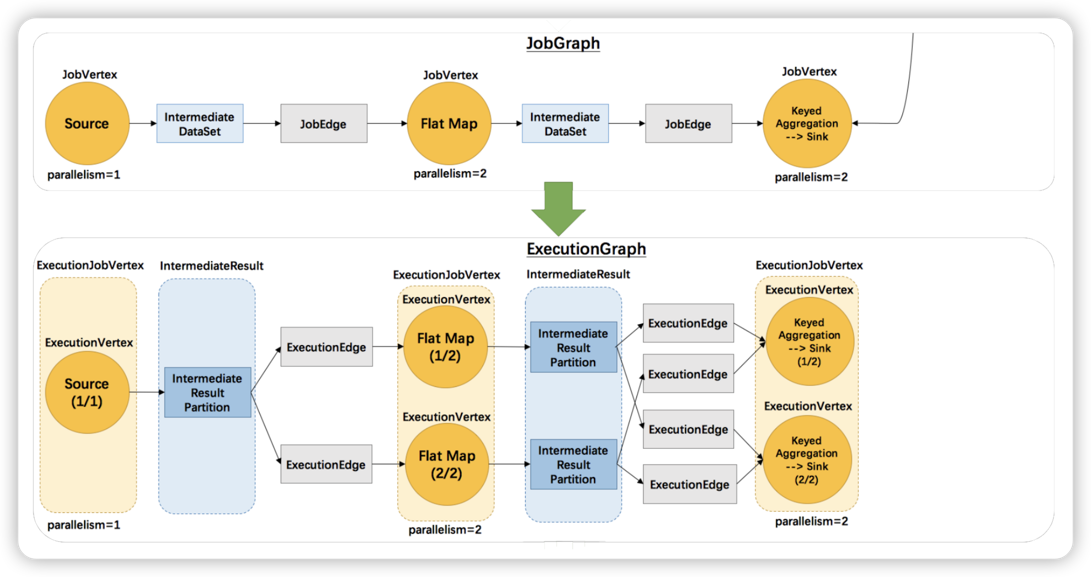 JobGraph
JobVertex
Source
parallelism=1
Intermediate
DataSet
JobEdge
JobVertex
Flat Map
parallelism=2
Intermediate
DataSet
JobEdge
JobVertex
Keyed
Aggregation
--> Sink
parallelism=2
ExecutionGraph
ExecutionJobVertex
ExecutionVertex
Source
(1/1)
parallelism=1
IntermediateResult
Intermediate
Result
Partition
ExecutionEdge
ExecutionEdge
ExecutionJobVertex
ExecutionVertex
Flat Map
(1/2)
ExecutionVertex
Flat Map
(2/2)
parallelism=2
IntermediateResult
Intermediate
Result
Partition
Intermediate
Result
Partition
ExecutionEdge
ExecutionEdge
ExecutionEdge
ExecutionEdge
ExecutionJobVertex
ExecutionVertex
Keyed
Aggregation
--> Sink
(1/2)
ExecutionVertex
Keyed
Aggregation
--> Sink
(2/2)
parallelism=2